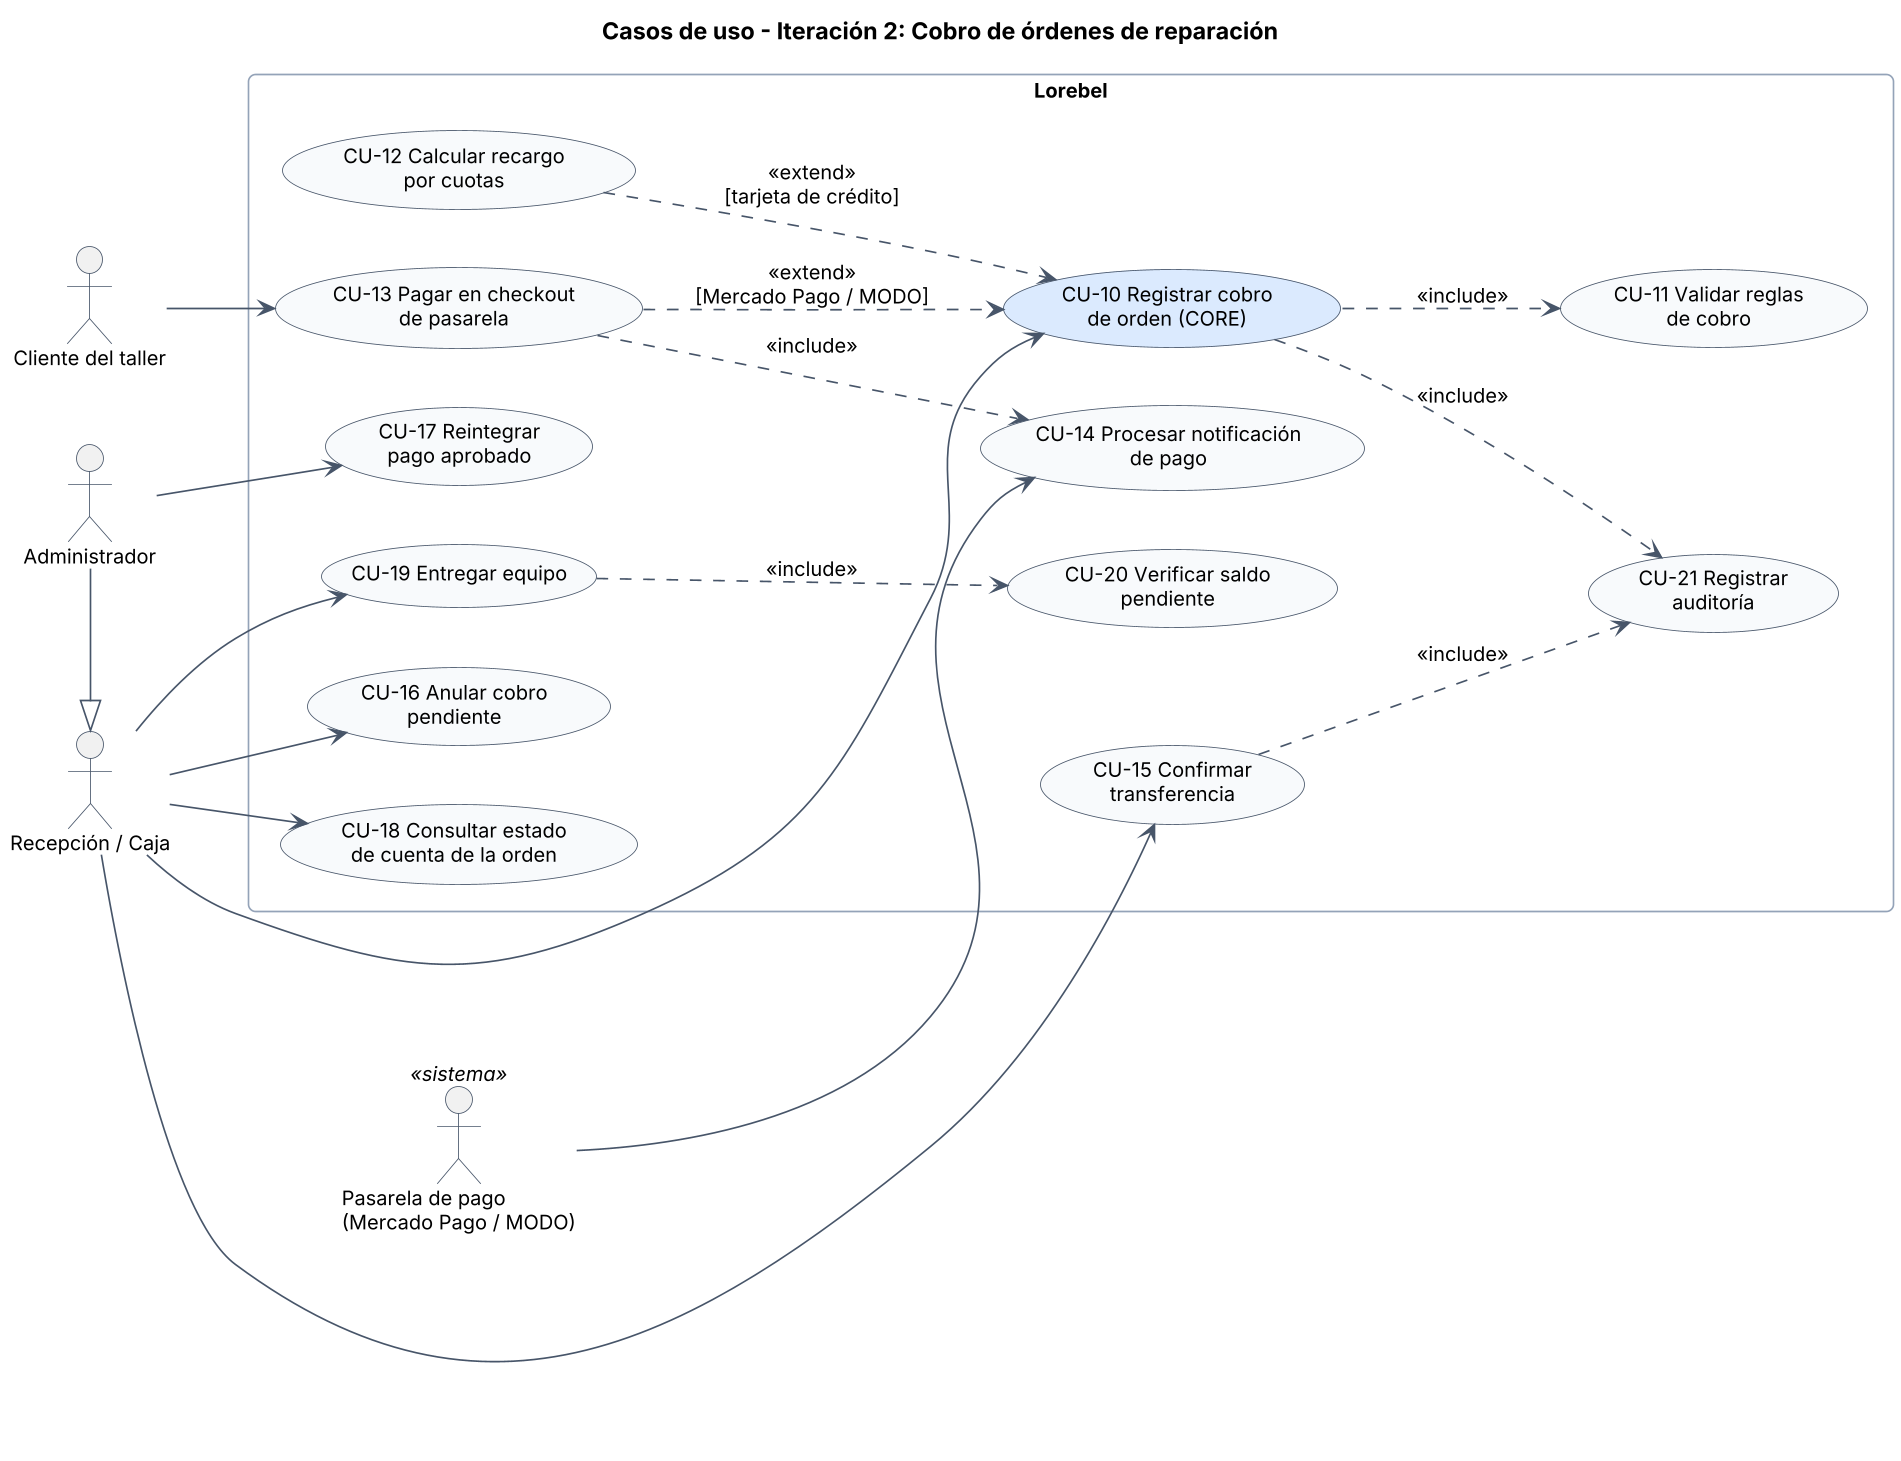 Casos de uso - Iteración 2: Cobro de órdenes de reparación
Lorebel
CU-12 Calcular recargo
por cuotas
«extend»
[tarjeta de crédito]
Cliente del taller
CU-13 Pagar en checkout
de pasarela
«extend»
[Mercado Pago / MODO]
CU-10 Registrar cobro
de orden (CORE)
«include»
CU-11 Validar reglas
de cobro
«include»
«include»
Administrador
CU-17 Reintegrar
pago aprobado
CU-14 Procesar notificación
de pago
CU-19 Entregar equipo
«include»
CU-20 Verificar saldo
pendiente
CU-21 Registrar
auditoría
«include»
CU-16 Anular cobro
pendiente
CU-15 Confirmar
transferencia
Recepción / Caja
CU-18 Consultar estado
de cuenta de la orden
«sistema»
Pasarela de pago
(Mercado Pago / MODO)